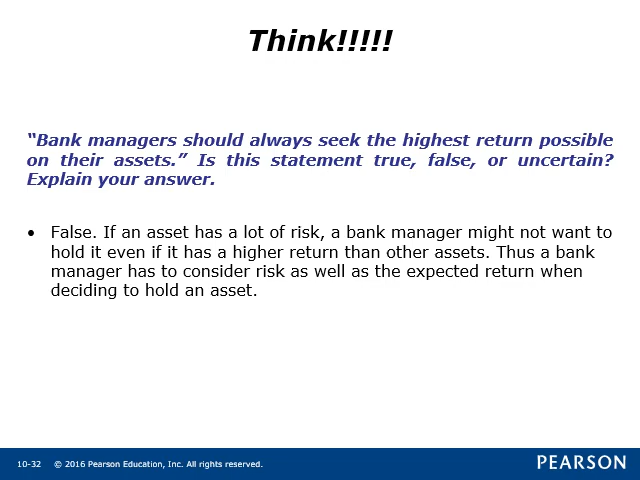 Think!!!!!
“Bank managers should always seek the highest return possible
on their assets.” Is this statement true, false, or uncertain?
Explain your answer.
• False. If an asset has a lot of risk, a bank manager might not want to
hold it even if it has a higher return than other assets. Thus a bank
manager has to consider risk as well as the expected return when
deciding to hold an asset.
10-32 © 2016 Pearson Education, Inc. All rights reserved.
PEARSON